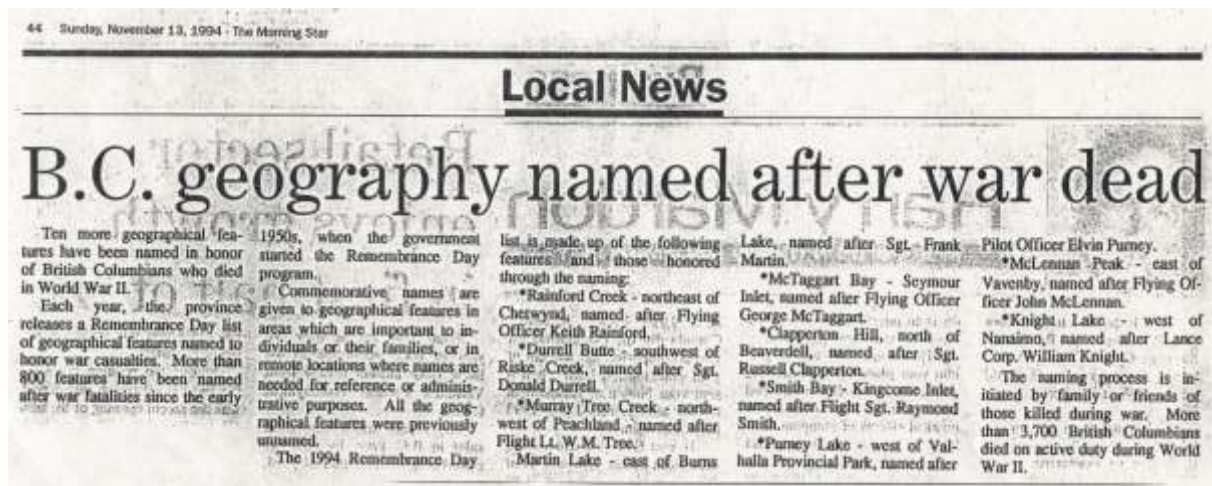 44 Sunday, November 13, 1994 - The Morning Star
Local News
B.C. geography named after war dead
Ten more geographical fea-
tures have been named in honor
of British Columbians who died
in World War II.
Each year, the province
releases a Remembrance Day list
of geographical features named to
honor war casualties. More than
800 features have been named
after war fatalities since the early
1950s, when the government
started the Remembrance Day
program.
Commemorative names are
given to geographical features in
areas which are important to in-
dividuals or their families, or in
remote locations where names are
needed for reference or adminis-
trative purposes. All the geog-
raphical features were previously
unnamed.
The 1994 Remembrance Day
list is made up of the following
features and those honored
through the naming:
*Rainford Creek - northeast of
Cherwynd, named after Flying
Officer Keith Rainford.
*Durrell Butte - southwest of
Riske Creek, named after Sgt.
Donald Durrell.
*Murray Tree Creek - north-
west of Peachland, named after
Flight Lt. W.M. Tree.
Martin Lake - east of Burns
Lake, named after Sgt. Frank
Martin.
*McTaggart Bay - Seymour
Inlet, named after Flying Officer
George McTaggart.
*Clapperton Hill, north of
Beaverdell, named after Sgt.
Russell Clapperton.
*Smith Bay - Kingcome Inlet,
named after Flight Sgt. Raymond
Smith.
*Purney Lake - west of Val-
halla Provincial Park, named after
Pilot Officer Elvin Purney.
*McLennan Peak - east of
Vavenby, named after Flying Of-
ficer John McLennan.
*Knight Lake - west of
Nanaimo, named after Lance
Corp. William Knight.
The naming process is in-
itiated by family or friends of
those killed during war. More
than 3,700 British Columbians
died on active duty during World
War II.